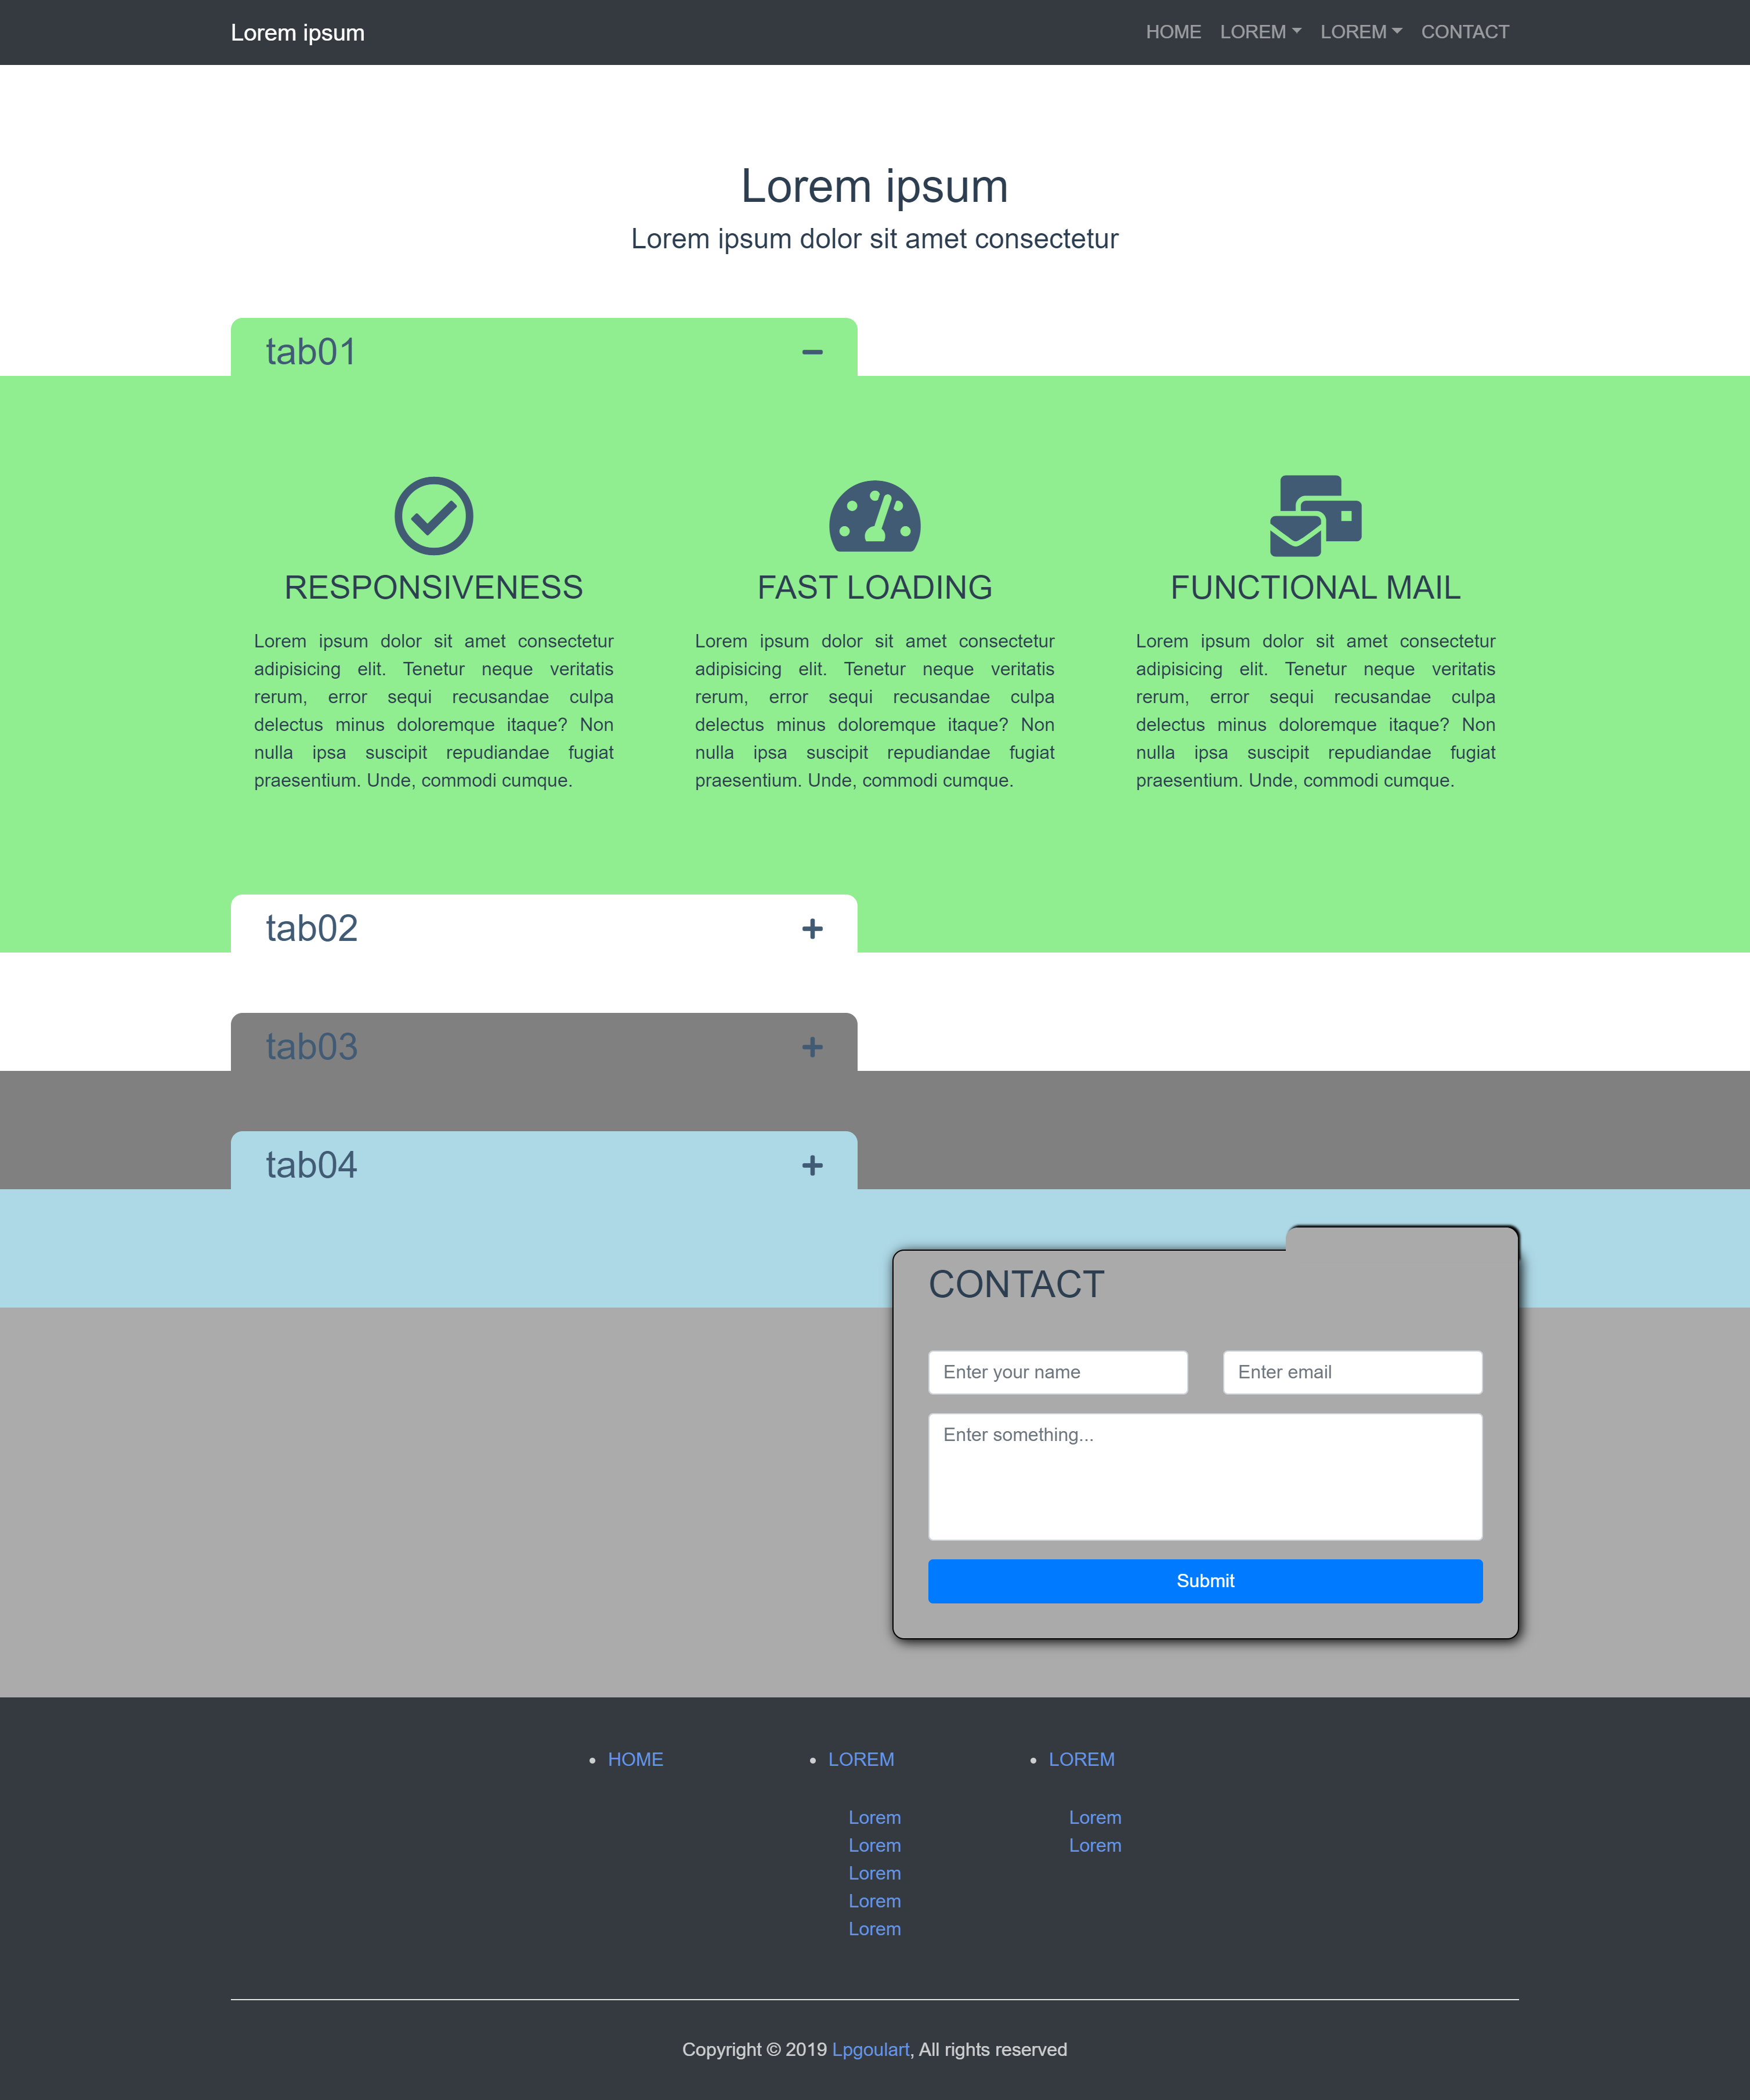 Lorem ipsum
HOME LOREM LOREM CONTACT
Lorem ipsum
Lorem ipsum dolor sit amet consectetur
tab01
RESPONSIVENESS
Lorem ipsum dolor sit amet consectetur
adipisicing elit. Tenetur neque veritatis
rerum, error sequi recusandae culpa
delectus minus doloremque itaque? Non
nulla ipsa suscipit repudiandae fugiat
praesentium. Unde, commodi cumque.
FAST LOADING
Lorem ipsum dolor sit amet consectetur
adipisicing elit. Tenetur neque veritatis
rerum, error sequi recusandae culpa
delectus minus doloremque itaque? Non
nulla ipsa suscipit repudiandae fugiat
praesentium. Unde, commodi cumque.
FUNCTIONAL MAIL
Lorem ipsum dolor sit amet consectetur
adipisicing elit. Tenetur neque veritatis
rerum, error sequi recusandae culpa
delectus minus doloremque itaque? Non
nulla ipsa suscipit repudiandae fugiat
praesentium. Unde, commodi cumque.
tab02
tab03
tab04
CONTACT
Enter your name
Enter email
Enter something...
Submit
• HOME
• LOREM
Lorem
Lorem
Lorem
Lorem
Lorem
• LOREM
Lorem
Lorem
Copyright © 2019 Lpgoulart, All rights reserved